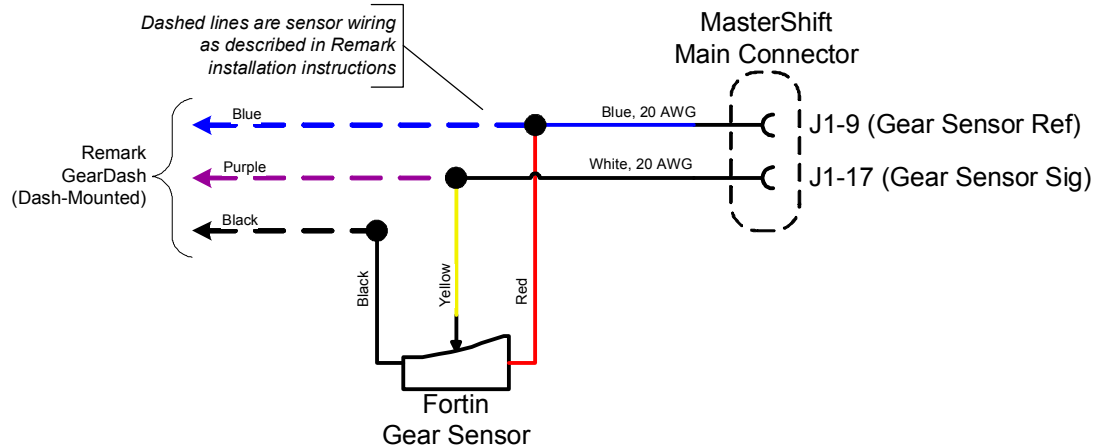 Dashed lines are sensor wiring
as described in Remark
installation instructions
MasterShift
Main Connector
Blue
Blue, 20 AWG
J1-9 (Gear Sensor Ref)
Remark
GearDash
(Dash-Mounted)
Purple
White, 20 AWG
J1-17 (Gear Sensor Sig)
Black
Black
Yellow
Red
Fortin
Gear Sensor